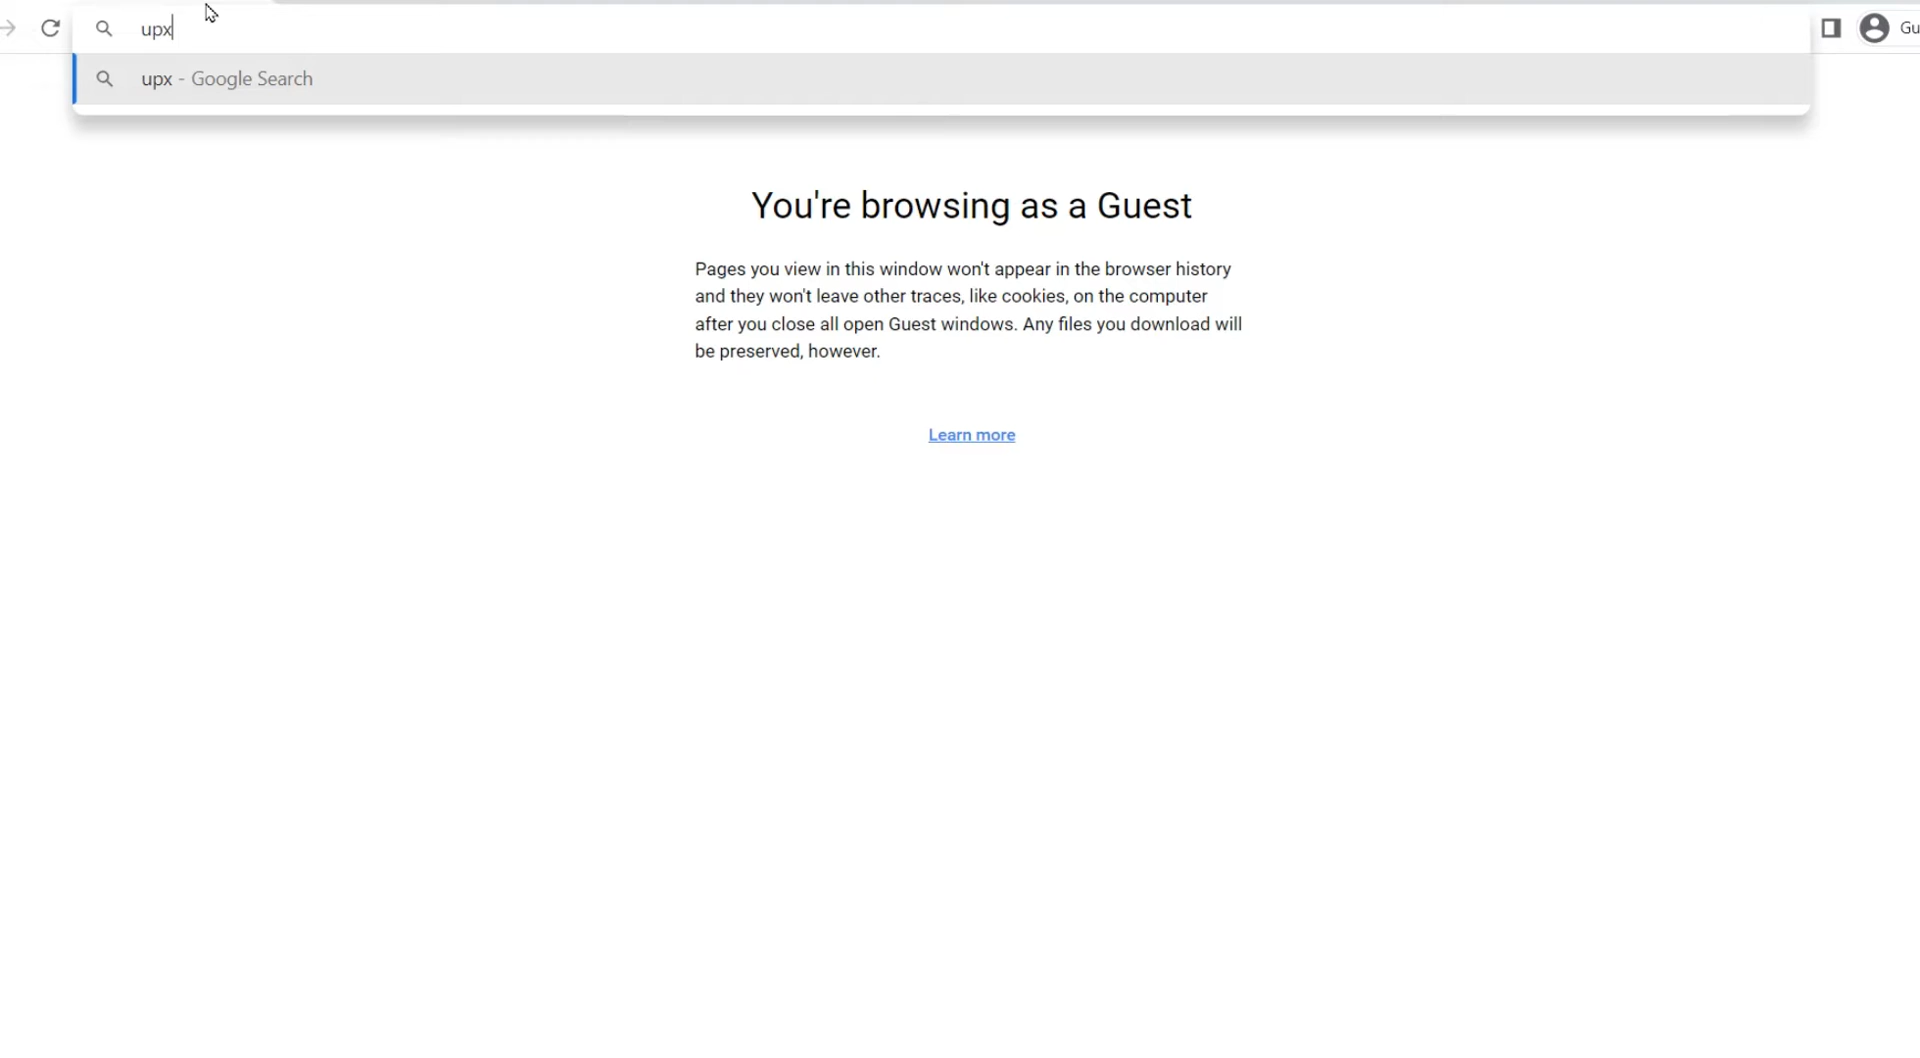 upx
Gu
upx - Google Search
You're browsing as a Guest
Pages you view in this window won't appear in the browser history
and they won't leave other traces, like cookies, on the computer
after you close all open Guest windows. Any files you download will
be preserved, however.
Learn more